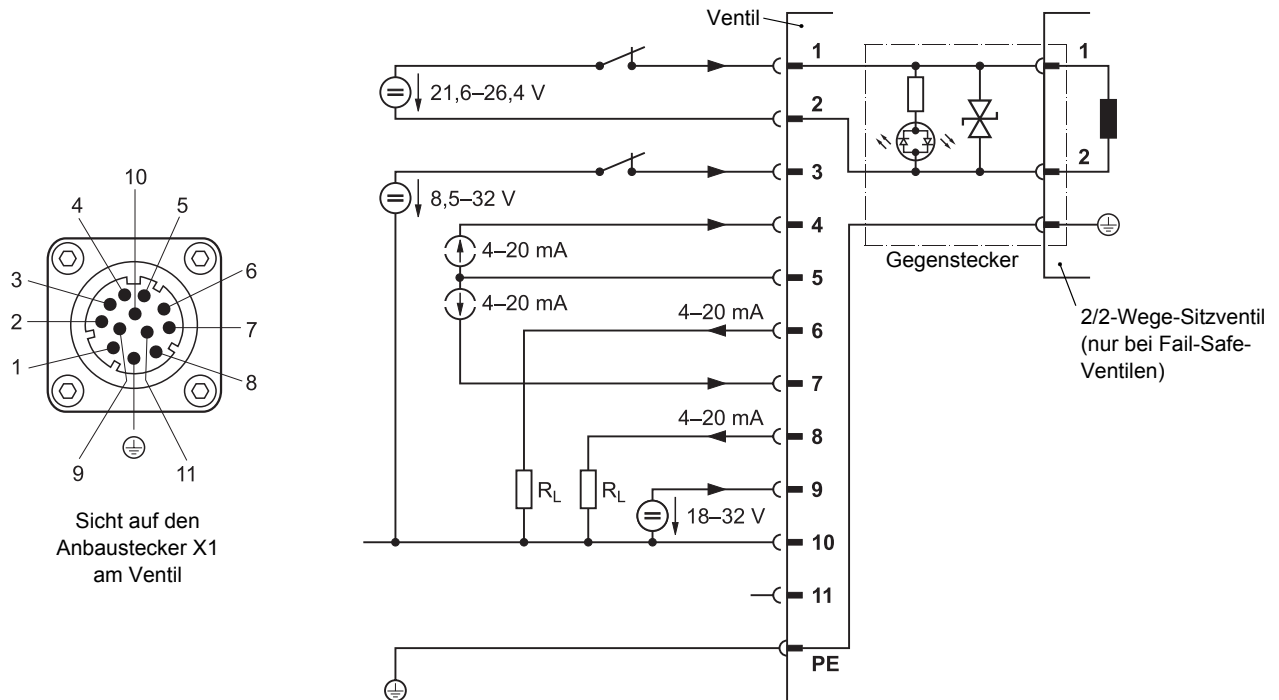 10
4
5
3
6
2
7
1
8
9
11
Sicht auf den
Anbaustecker X1
am Ventil
Ventil
1
21,6–26,4 V
2
3
8,5–32 V
4
4–20 mA
5
4–20 mA
4–20 mA
6
7
4–20 mA
8
R_L
R_L
9
18–32 V
10
11
PE
1
2
Gegenstecker
2/2-Wege-Sitzventil
(nur bei Fail-Safe-
Ventilen)